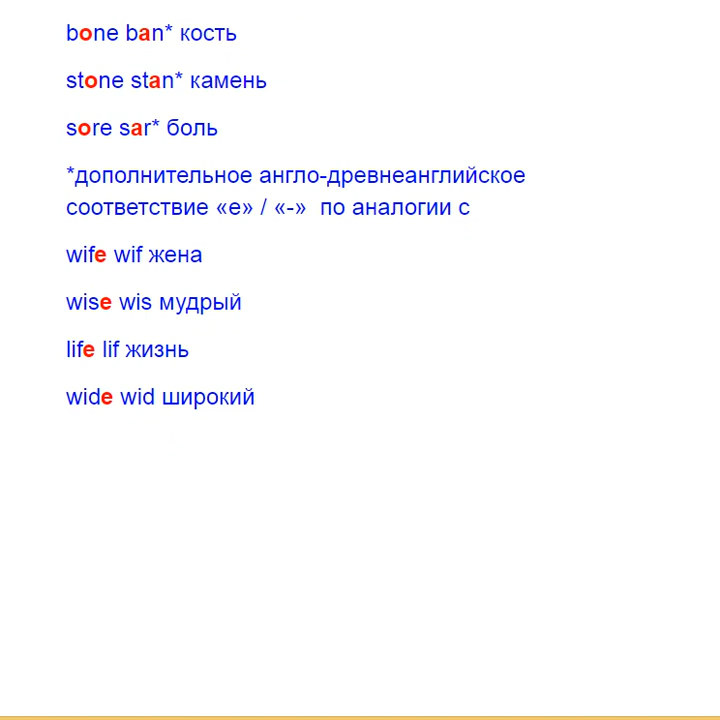 bone ban* кость
stone stan* камень
sore sar* боль
*дополнительное англо-древнеанглийское
соответствие «е» / «-» по аналогии с
wife wif жена
wise wis мудрый
life lif жизнь
wide wid широкий